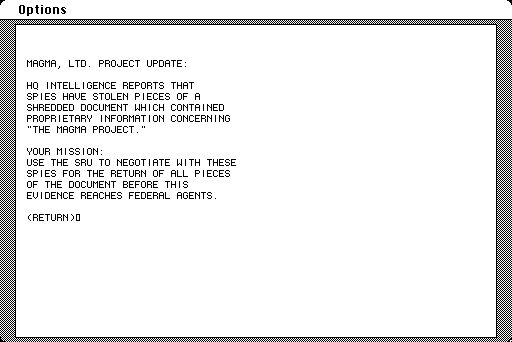 Options
MAGMA, LTD. PROJECT UPDATE:
HQ INTELLIGENCE REPORTS THAT
SPIES HAVE STOLEN PIECES OF A
SHREDDED DOCUMENT WHICH CONTAINED
PROPRIETARY INFORMATION CONCERNING
"THE MAGMA PROJECT."
YOUR MISSION:
USE THE SRU TO NEGOTIATE WITH THESE
SPIES FOR THE RETURN OF ALL PIECES
OF THE DOCUMENT BEFORE THIS
EVIDENCE REACHES FEDERAL AGENTS.
(RETURN)